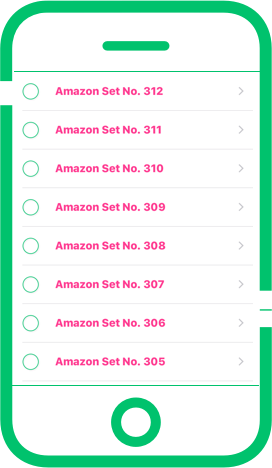 Amazon Set No. 312
Amazon Set No. 311
Amazon Set No. 310
Amazon Set No. 309
Amazon Set No. 308
Amazon Set No. 307
Amazon Set No. 306
Amazon Set No. 305